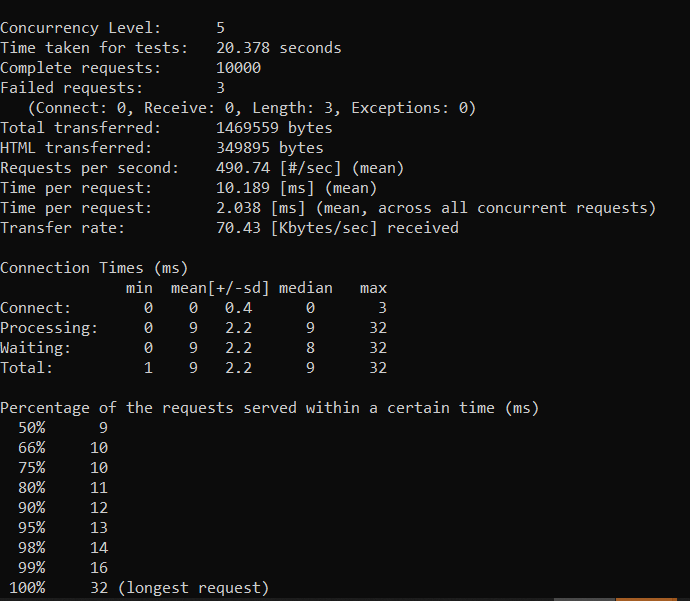 Concurrency Level:      5
Time taken for tests:   20.378 seconds
Complete requests:      10000
Failed requests:        3
   (Connect: 0, Receive: 0, Length: 3, Exceptions: 0)
Total transferred:      1469559 bytes
HTML transferred:       349895 bytes
Requests per second:    490.74 [#/sec] (mean)
Time per request:       10.189 [ms] (mean)
Time per request:       2.038 [ms] (mean, across all concurrent requests)
Transfer rate:          70.43 [Kbytes/sec] received

Connection Times (ms)
              min  mean[+/-sd] median   max
Connect:        0    0   0.4      0       3
Processing:     0    9   2.2      9      32
Waiting:        0    9   2.2      8      32
Total:          1    9   2.2      9      32

Percentage of the requests served within a certain time (ms)
  50%      9
  66%     10
  75%     10
  80%     11
  90%     12
  95%     13
  98%     14
  99%     16
 100%     32 (longest request)